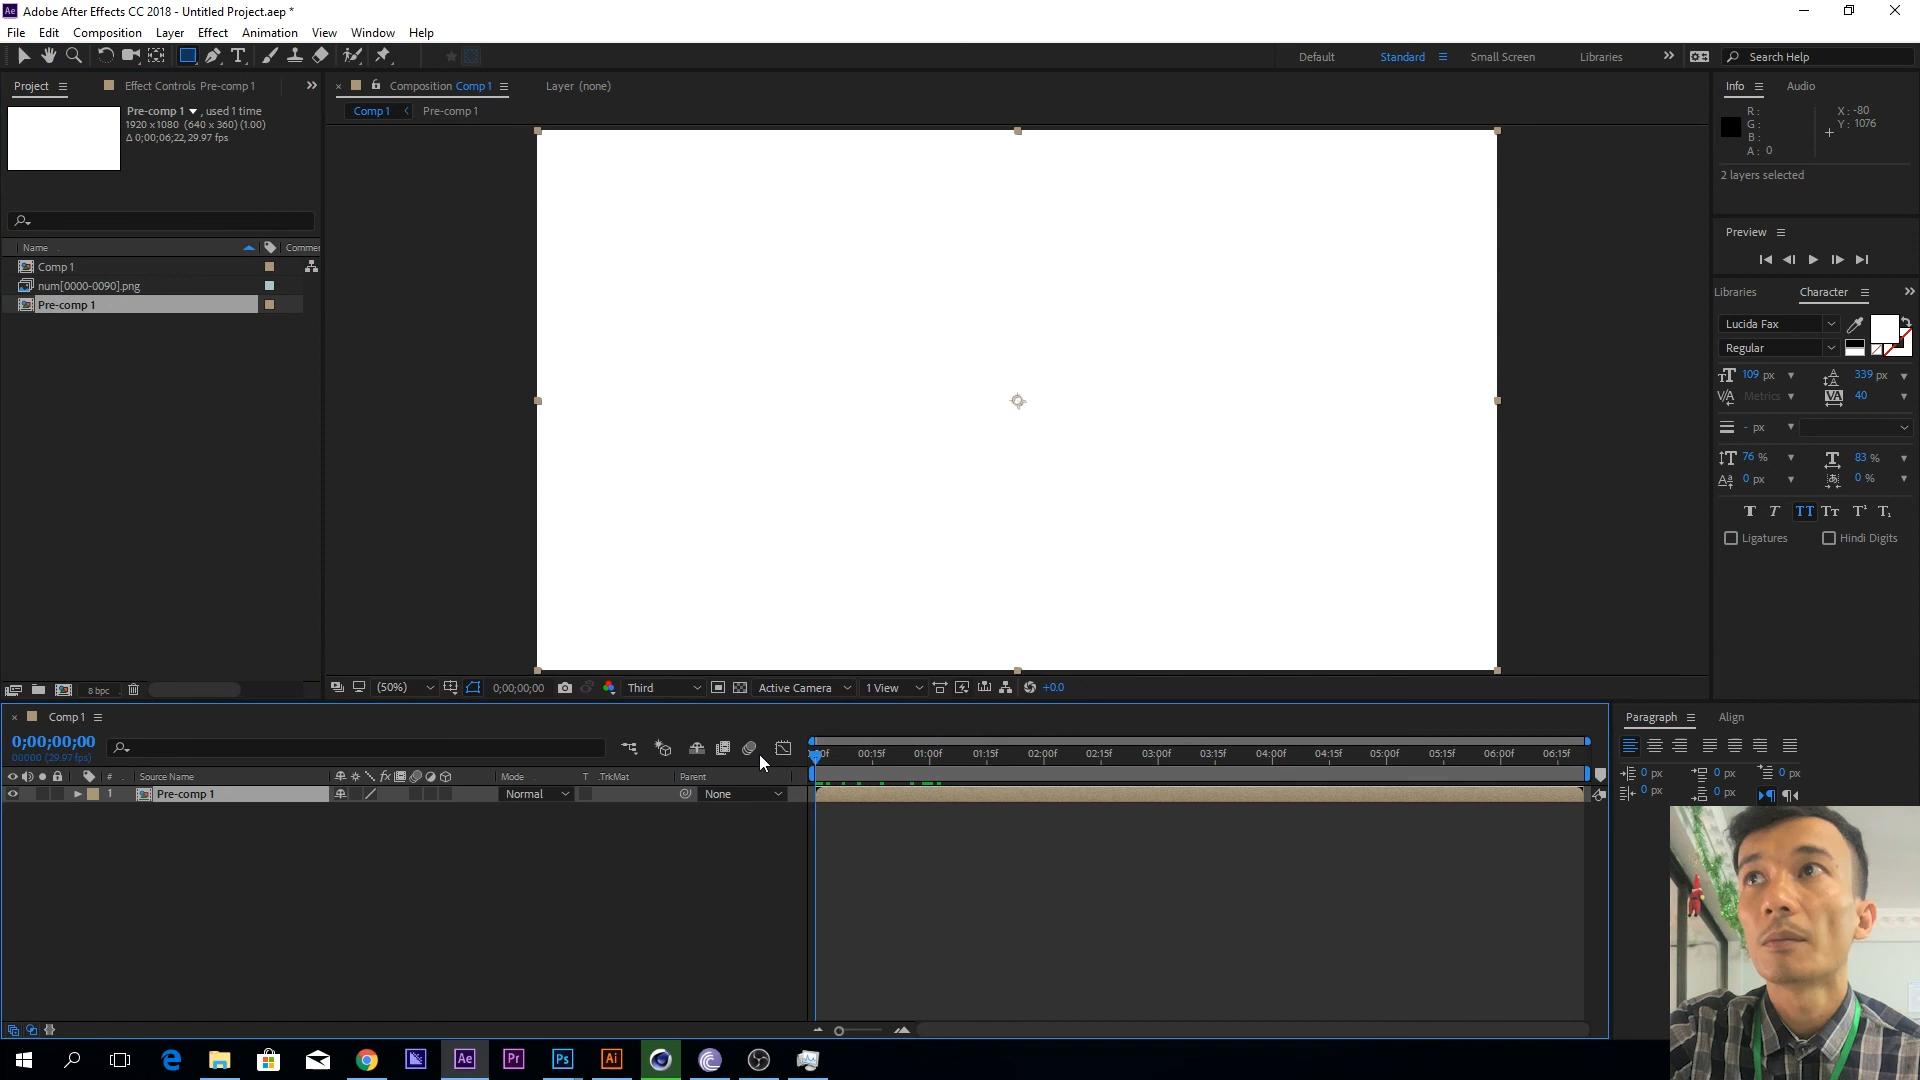 Adobe After Effects CC 2018 - Untitled Project.aep *
File Edit Composition Layer Effect Animation View Window Help
Default Standard Small Screen Libraries Search Help
Project Effect Controls Pre-comp 1
Pre-comp 1 , used 1 time
1920 x1080 (640 x 360) (1.00)
Δ 0;00;06;22, 29.97 fps
Name Commer
Comp 1
num[0000-0090].png
Pre-comp 1
8 bpc
Composition Comp 1 Layer (none)
Comp 1 Pre-comp 1
(50%) 0;00;00;00 Third Active Camera 1 View +0.0
Info Audio
R: X: -80
G: Y: 1076
B:
A: 0
2 layers selected
Preview
Libraries Character
Lucida Fax
Regular
109 px 339 px
Metrics 40
- px
76 % 83 %
0 px 0 %
Ligatures Hindi Digits
Comp 1
0;00;00;00
00000 (29.97 fps)
# Source Name Mode T .TrkMat Parent
1 Pre-comp 1 Normal None
00f 00:15f 01:00f 01:15f 02:00f 02:15f 03:00f 03:15f 04:00f 04:15f 05:00f 05:15f 06:00f 06:15f
Paragraph Align
0 px 0 px 0 px
0 px 0 px
Ae Pr Ps Ai